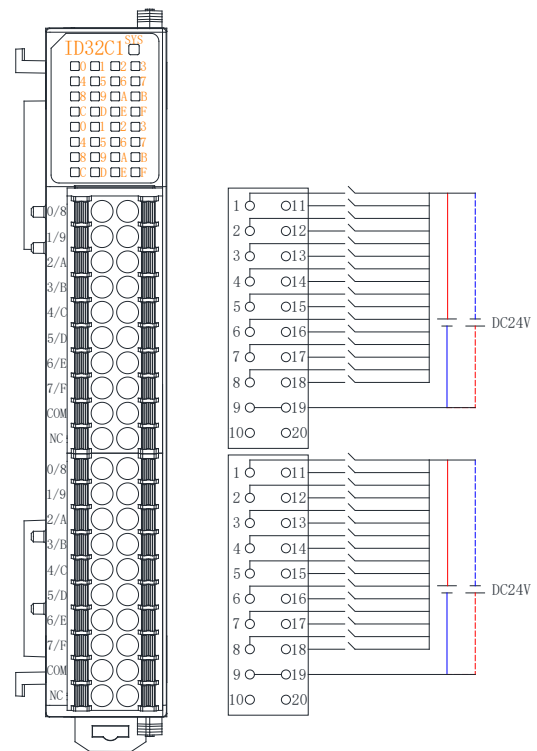 ID32C1 SYS
0 1 2 3
4 5 6 7
8 9 A B
C D E F
0 1 2 3
4 5 6 7
8 9 A B
C D E F
0/8
1/9
2/A
3/B
4/C
5/D
6/E
7/F
COM
NC
0/8
1/9
2/A
3/B
4/C
5/D
6/E
7/F
COM
NC
1 11
2 12
3 13
4 14
5 15
6 16
7 17
8 18
9 19
10 20
DC24V
1 11
2 12
3 13
4 14
5 15
6 16
7 17
8 18
9 19
10 20
DC24V